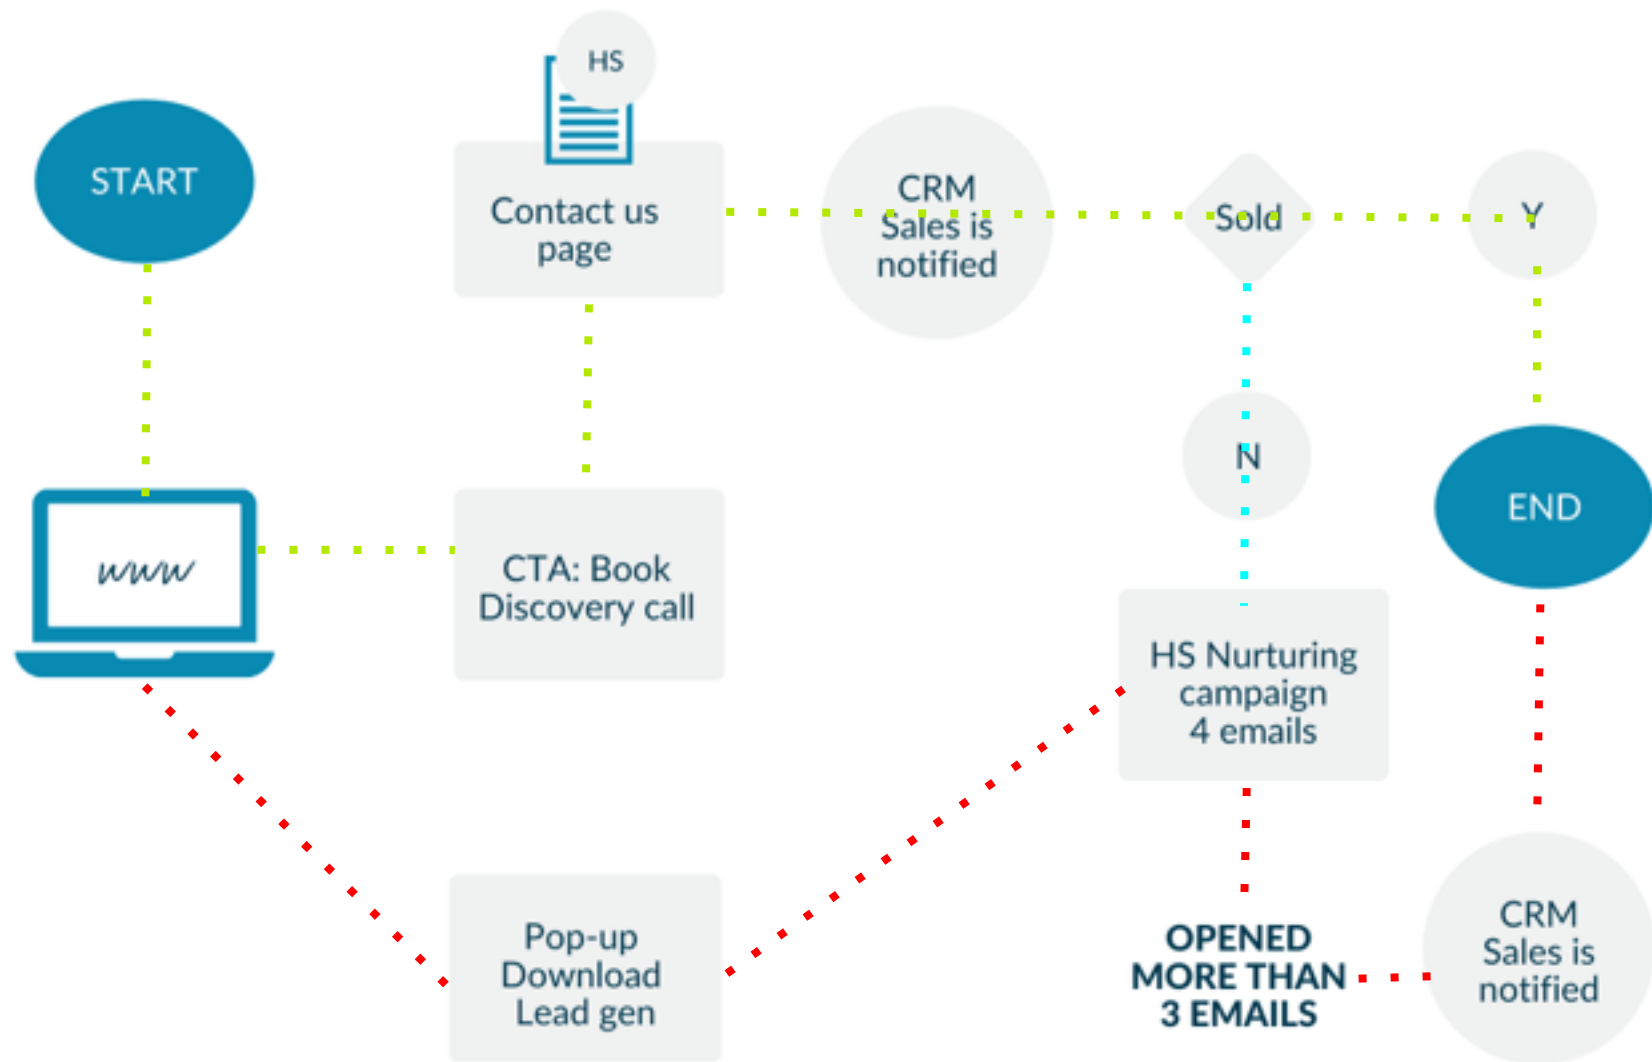 HS
START
Contact us
page
CRM
Sales is
notified
Sold
Y
N
END
www
CTA: Book
Discovery call
HS Nurturing
campaign
4 emails
Pop-up
Download
Lead gen
OPENED
MORE THAN
3 EMAILS
CRM
Sales is
notified